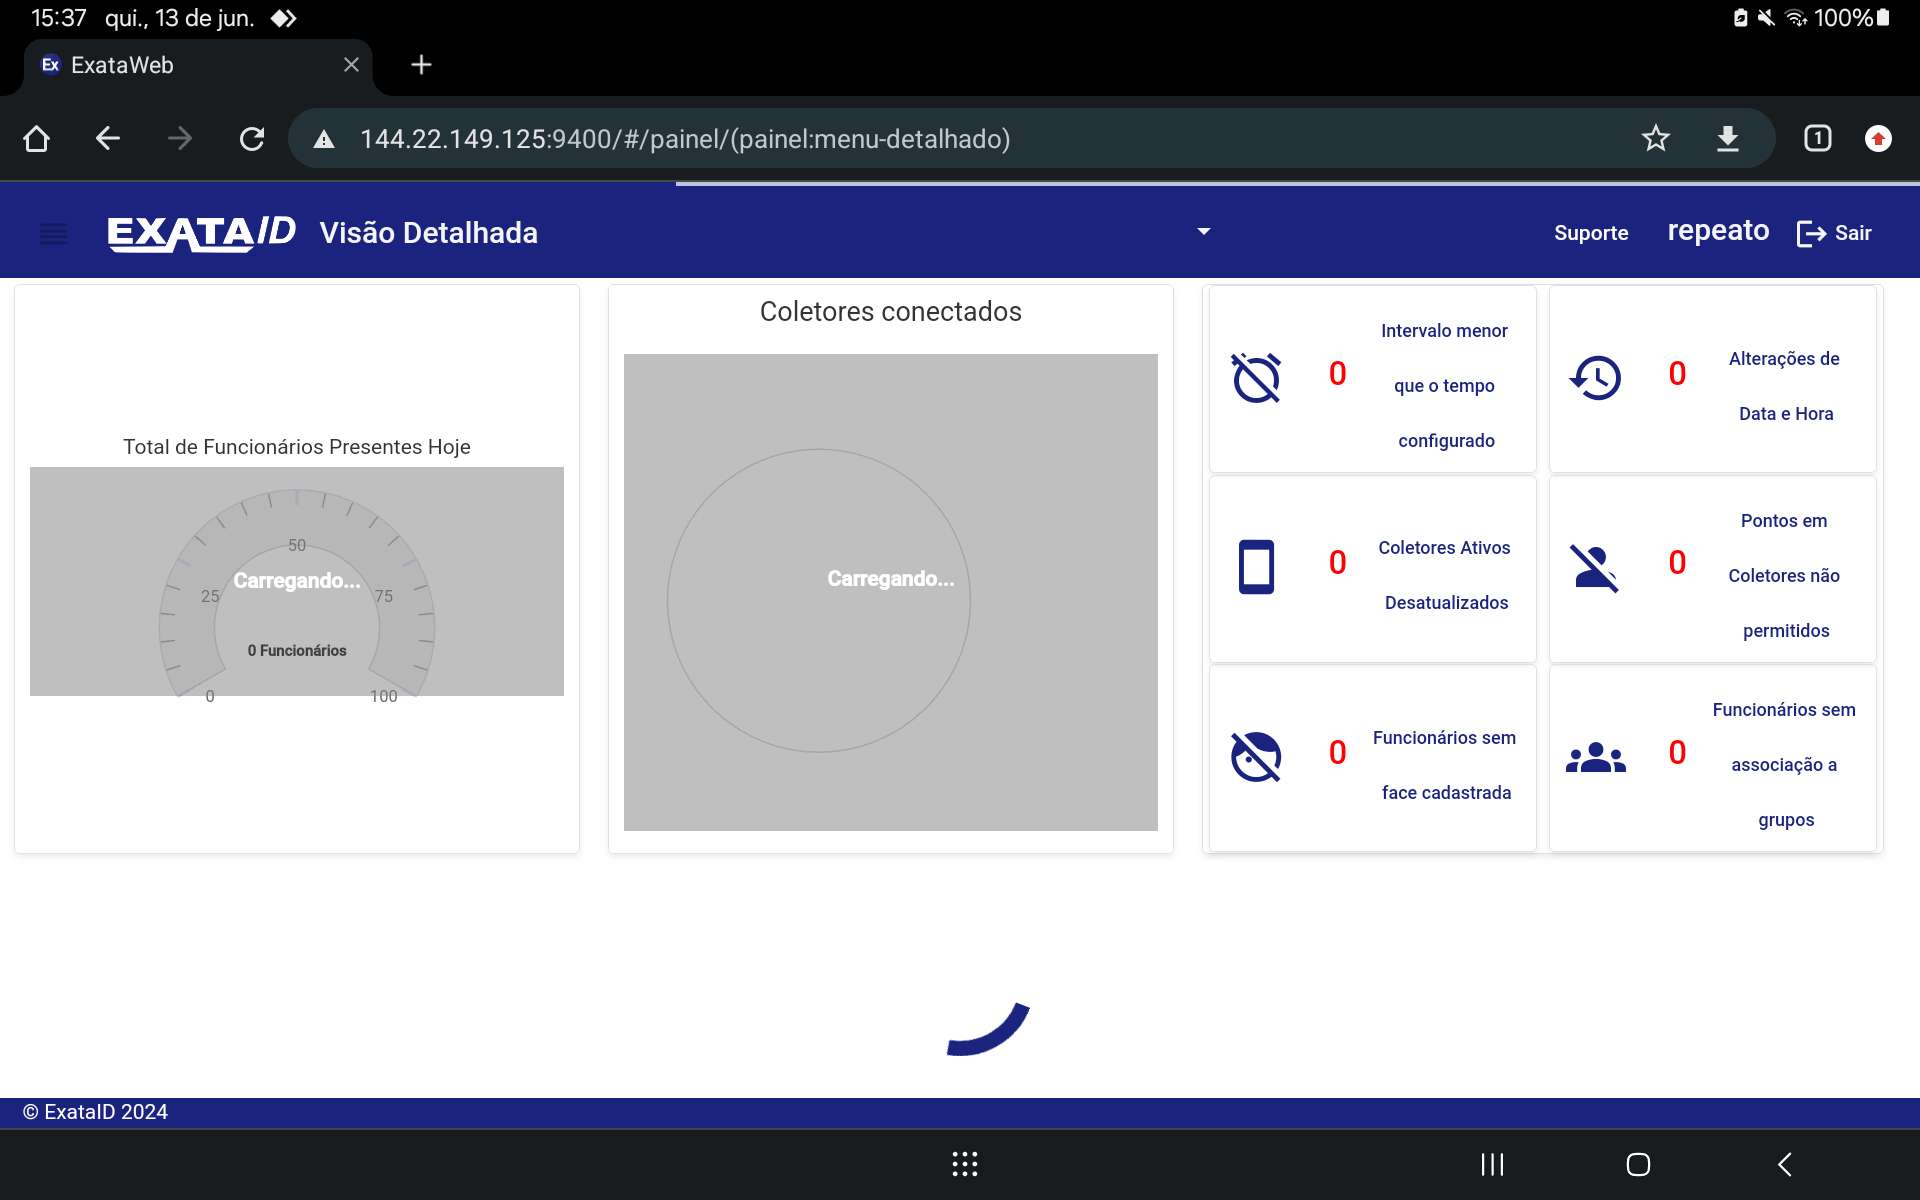 15:37 qui., 13 de jun.
100%
Ex ExataWeb
144.22.149.125:9400/#/painel/(painel:menu-detalhado)
1
EXATAID Visão Detalhada
Suporte repeato Sair
Total de Funcionários Presentes Hoje
50
Carregando...
25
75
0 Funcionários
0
100
Coletores conectados
Carregando...
0
Intervalo menor
que o tempo
configurado
0
Alterações de
Data e Hora
0
Coletores Ativos
Desatualizados
0
Pontos em
Coletores não
permitidos
0
Funcionários sem
face cadastrada
0
Funcionários sem
associação a
grupos
© ExataID 2024